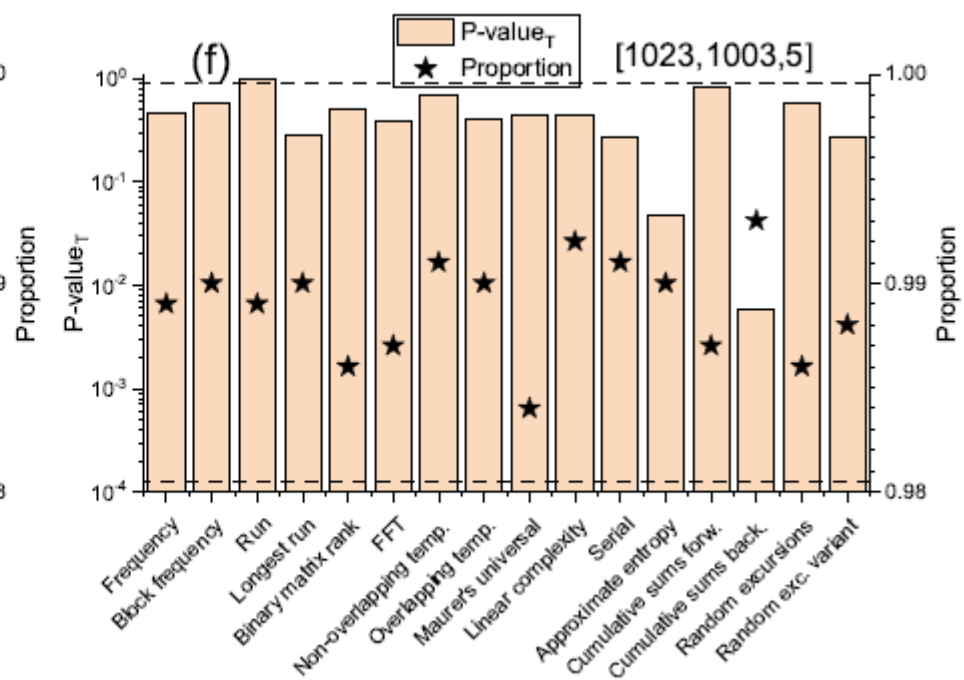 P-value_T
Proportion
(f)
[1023,1003,5]
0
9
8
Proportion
P-value_T
10^0
10^-1
10^-2
10^-3
10^-4
1.00
0.99
0.98
Proportion
Frequency
Block frequency
Run
Longest run
Binary matrix rank
FFT
Non-overlapping temp.
Overlapping temp.
Maurer's universal
Linear complexity
Serial
Approximate entropy
Cumulative sums forw.
Cumulative sums back.
Random excursions
Random exc. variant